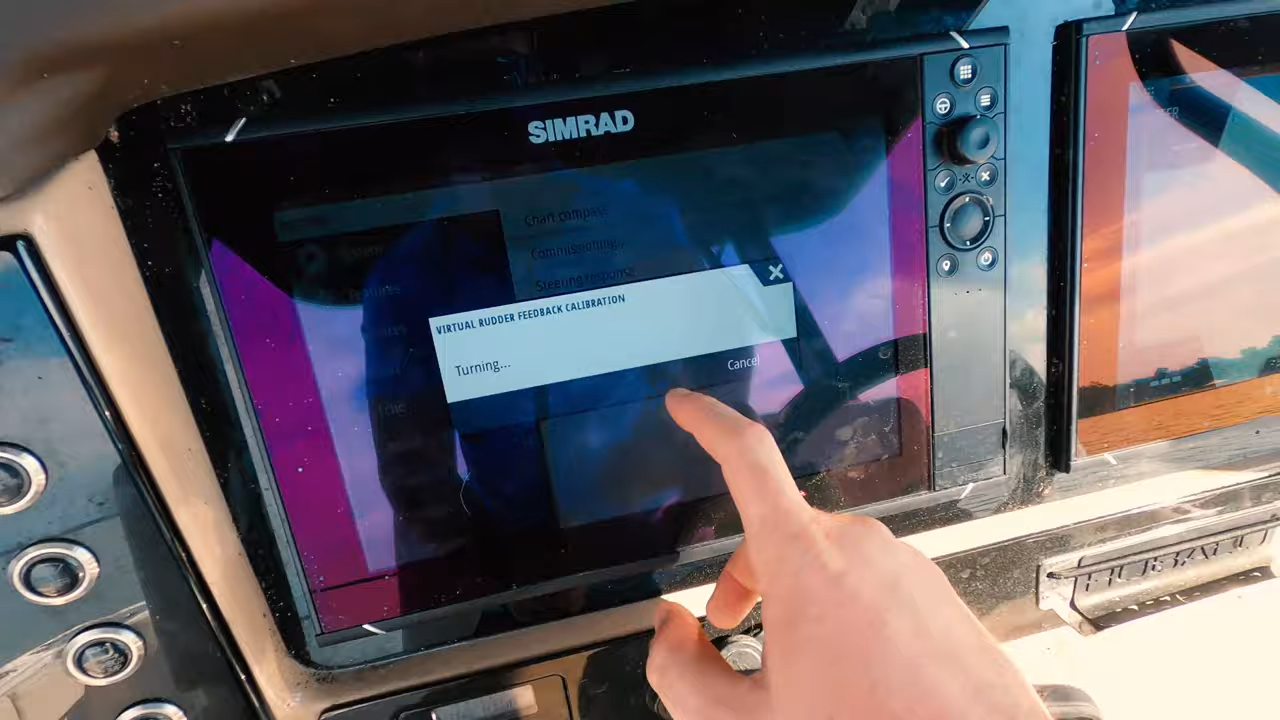 SIMRAD
Chart compass
Commissioning...
Steering response
VIRTUAL RUDDER FEEDBACK CALIBRATION
Turning...
Cancel